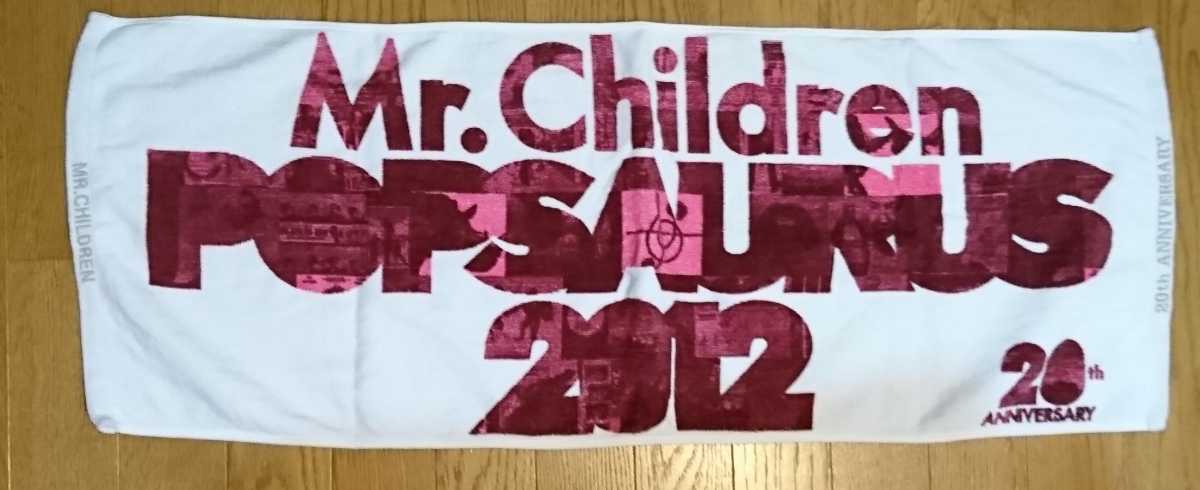 Mr. Children
POPSAURUS
2012
20th
ANNIVERSARY
MR.CHILDREN
20th ANNIVERSARY